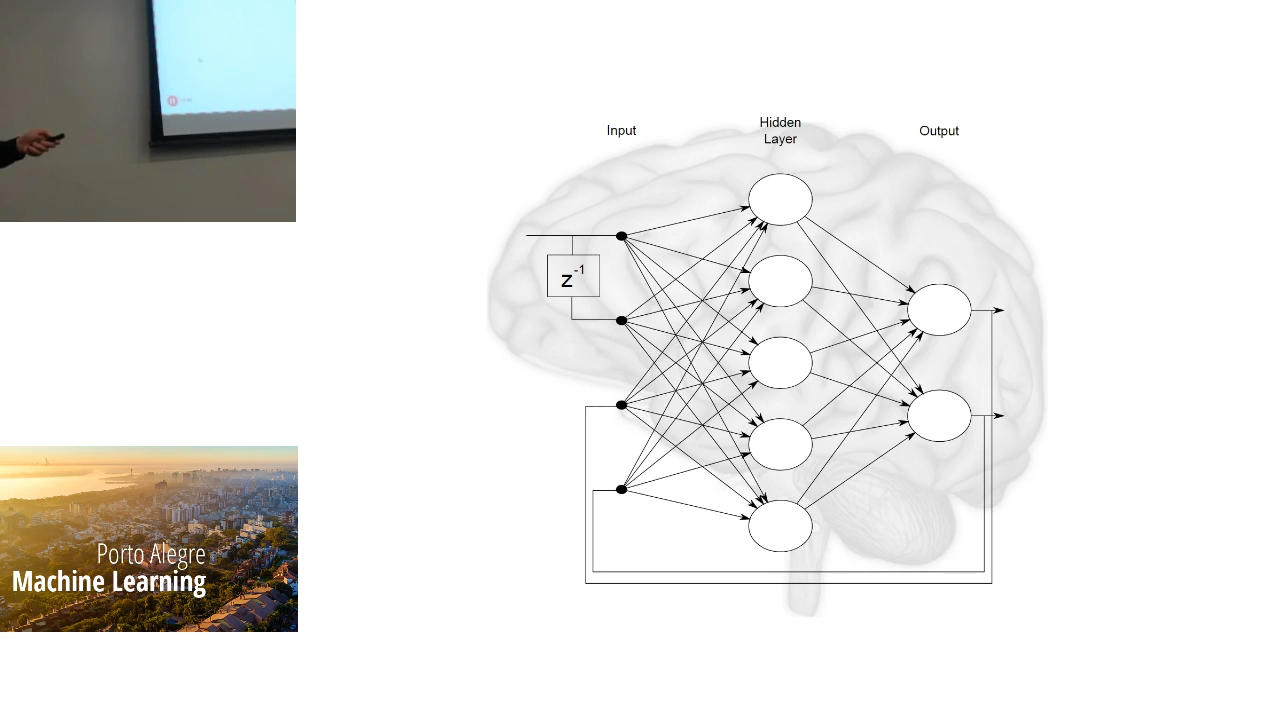 Input
Hidden
Layer
Output
z-1
Porto Alegre
Machine Learning